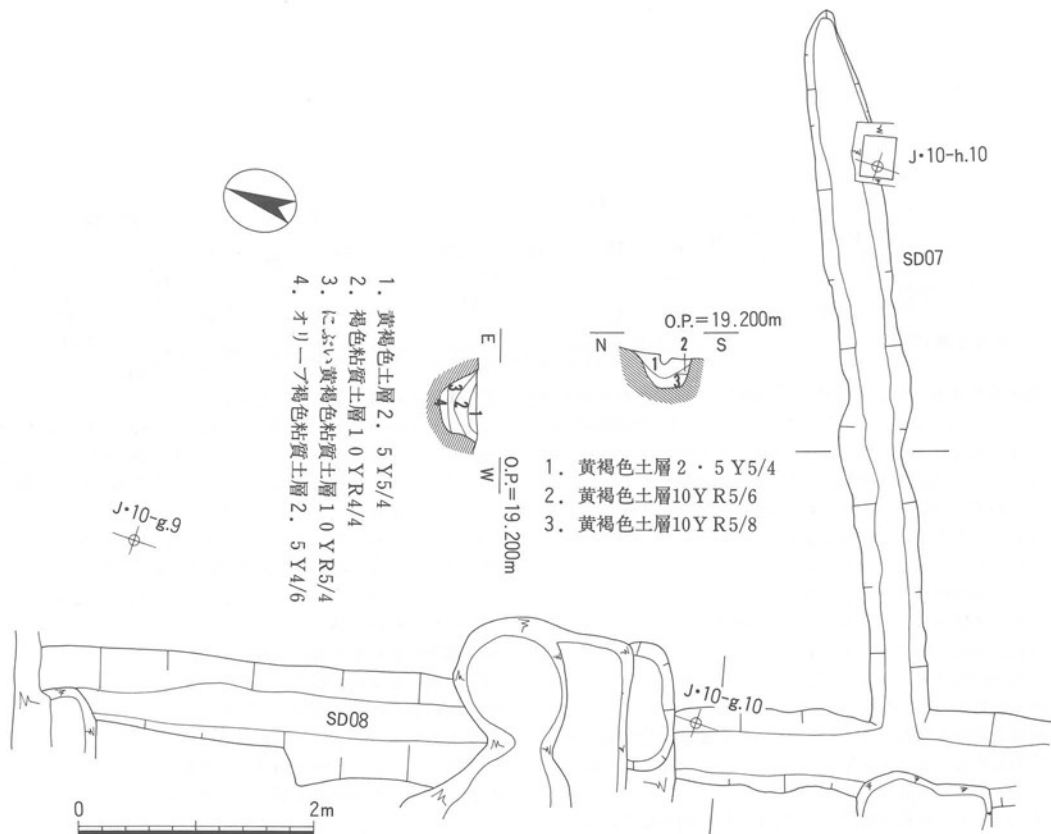 J・10-h.10
SD07
O.P.=19.200m
N
S
1
2
3
1. 黄褐色土層2・5Y5/4
2. 黄褐色土層10YR5/6
3. 黄褐色土層10YR5/8
E
W
O.P.=19.200m
1
2
3
4
1. 黄褐色土層2. 5Y5/4
2. 褐色粘質土層10YR4/4
3. にぶい黄褐色粘質土層10YR5/4
4. オリーブ褐色粘質土層2. 5Y4/6
J・10-g.9
J・10-g.10
SD08
0
2m